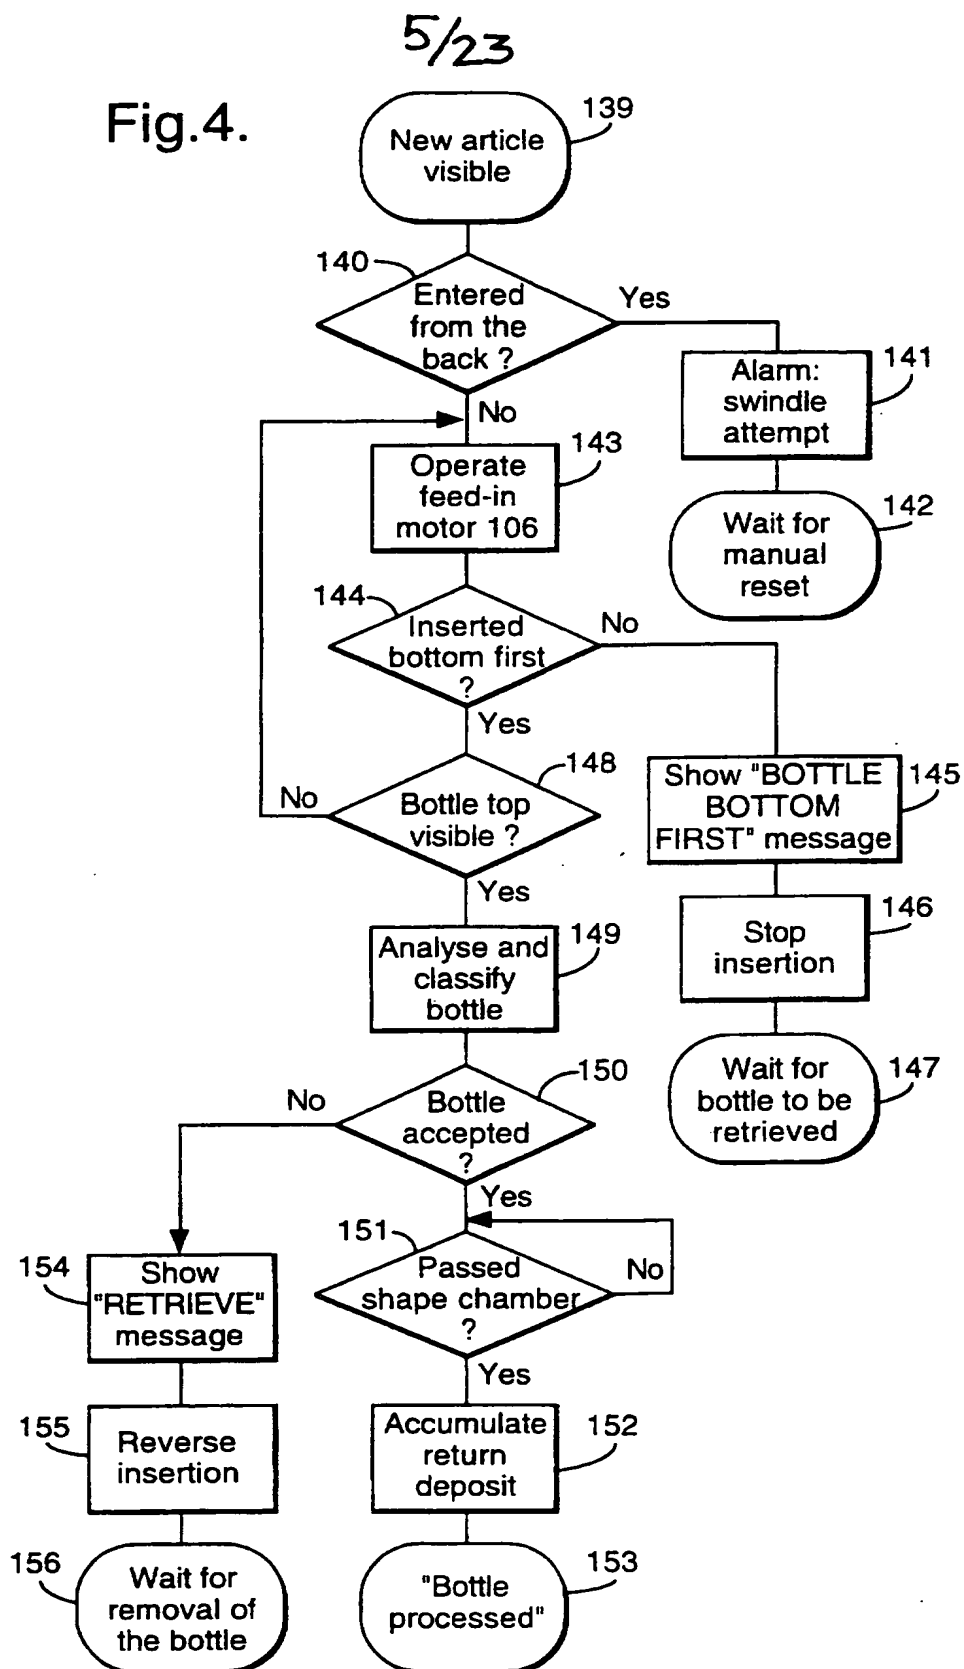 5/23
Fig.4.
139
New article
visible
140
Entered
from the
back ?
Yes
141
Alarm:
swindle
attempt
No
143
Operate
feed-in
motor 106
142
Wait for
manual
reset
144
Inserted
bottom first
?
No
Yes
148
Bottle top
visible ?
No
145
Show "BOTTLE
BOTTOM
FIRST" message
Yes
149
Analyse and
classify
bottle
146
Stop
insertion
150
Bottle
accepted
?
No
147
Wait for
bottle to be
retrieved
Yes
151
Passed
shape chamber
?
No
154
Show
"RETRIEVE"
message
Yes
155
Reverse
insertion
152
Accumulate
return
deposit
156
Wait for
removal of
the bottle
153
"Bottle
processed"